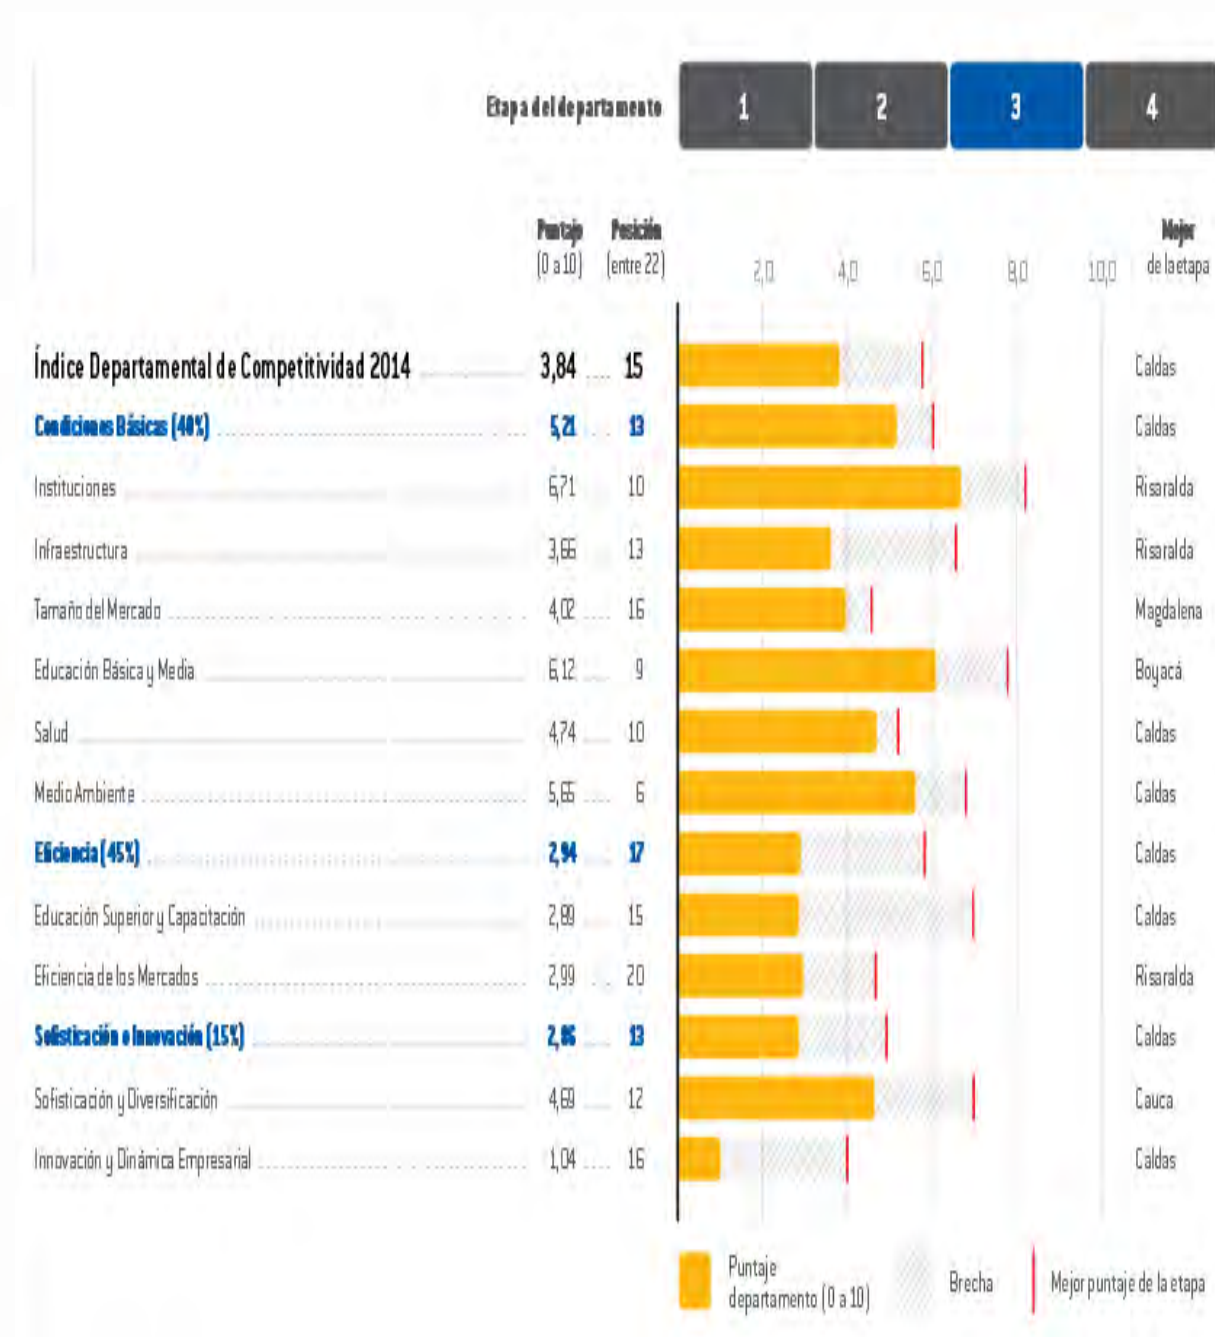 Etapa del departamento 1 2 3 4
Puntaje Posición Mejor
(0 a 10) (entre 22) 2,0 4,0 6,0 8,0 10,0 de la etapa
Índice Departamental de Competitividad 2014 3,84 15 Caldas
Condiciones Básicas (40%) 5,21 13 Caldas
Instituciones 6,71 10 Risaralda
Infraestructura 3,66 13 Risaralda
Tamaño del Mercado 4,02 16 Magdalena
Educación Básica y Media 6,12 9 Boyacá
Salud 4,74 10 Caldas
Medio Ambiente 5,66 6 Caldas
Eficiencia (45%) 2,94 17 Caldas
Educación Superior y Capacitación 2,89 15 Caldas
Eficiencia de los Mercados 2,99 20 Risaralda
Sofisticación e Innovación (15%) 2,86 13 Caldas
Sofisticación y Diversificación 4,69 12 Cauca
Innovación y Dinámica Empresarial 1,04 16 Caldas
Puntaje
departamento (0 a 10) Brecha Mejor puntaje de la etapa